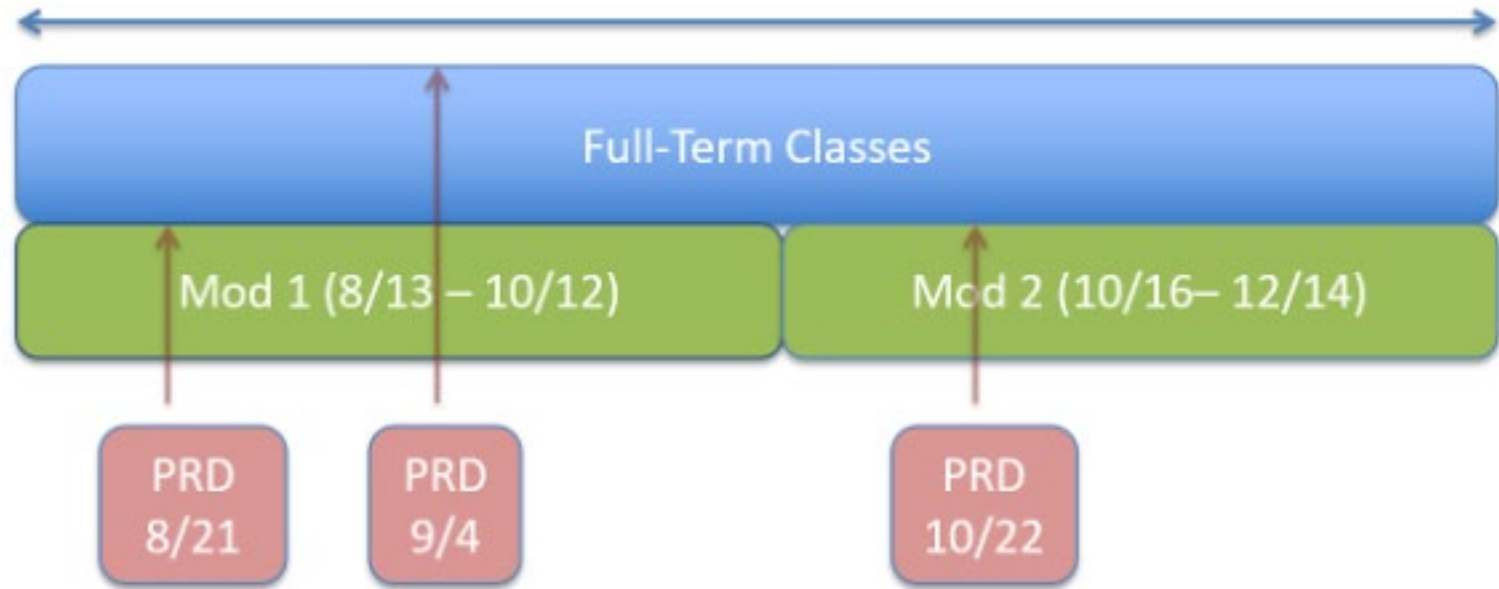 Full-Term Classes
Mod 1 (8/13 – 10/12)
Mod 2 (10/16– 12/14)
PRD
8/21
PRD
9/4
PRD
10/22